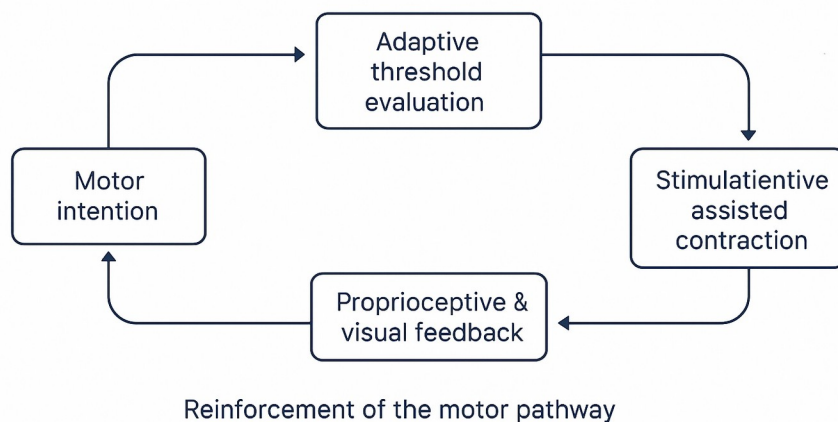 Adaptive
threshold
evaluation
Motor
intention
Stimulatientive
assisted
contraction
Proprioceptive &
visual feedback
Reinforcement of the motor pathway